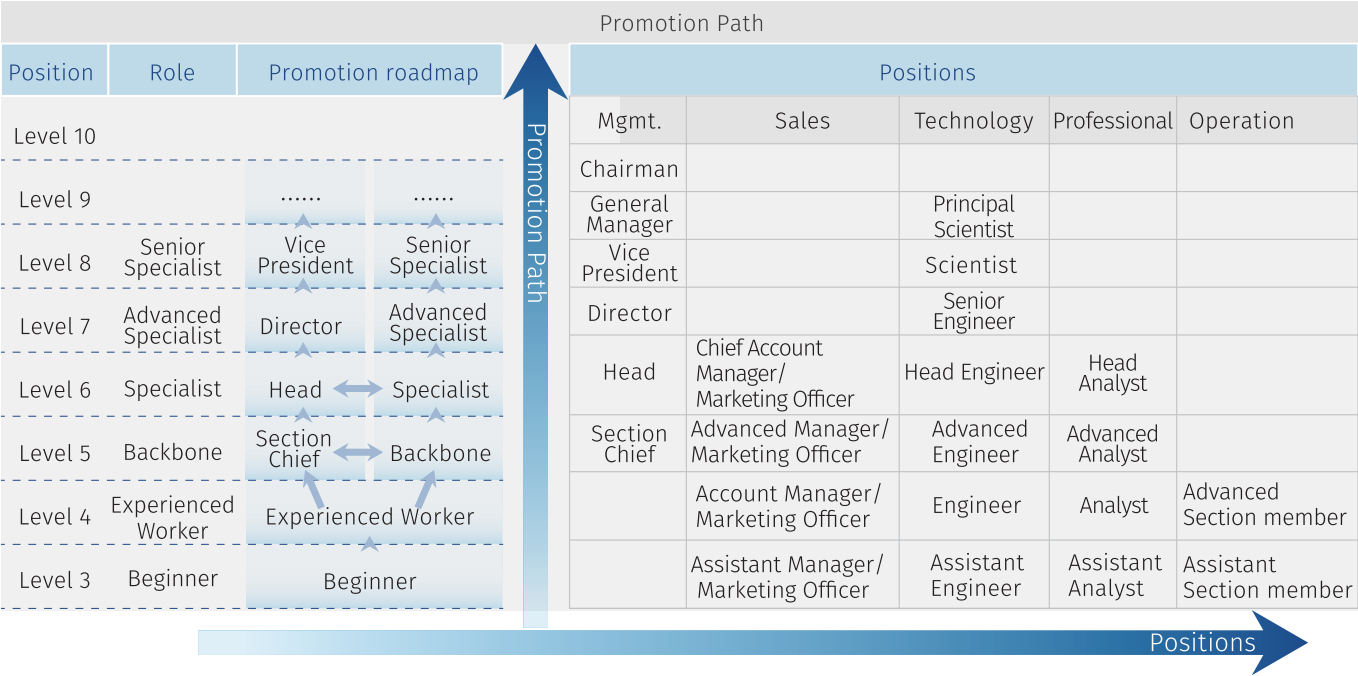 Promotion Path
Position Role Promotion roadmap
Level 10
Level 9 ...... ......
Level 8
Senior
Specialist
Vice
President
Senior
Specialist
Level 7
Advanced
Specialist
Director
Advanced
Specialist
Level 6 Specialist Head Specialist
Level 5 Backbone
Section
Chief
Backbone
Level 4
Experienced
Worker
Experienced Worker
Level 3 Beginner Beginner
Promotion Path
Positions
Mgmt. Sales Technology Professional Operation
Chairman
General
Manager
Principal
Scientist
Vice
President
Scientist
Director
Senior
Engineer
Head
Chief Account
Manager/
Marketing Officer
Head Engineer
Head
Analyst
Section
Chief
Advanced Manager/
Marketing Officer
Advanced
Engineer
Advanced
Analyst
Account Manager/
Marketing Officer
Engineer
Analyst
Advanced
Section member
Assistant Manager/
Marketing Officer
Assistant
Engineer
Assistant
Analyst
Assistant
Section member
Positions